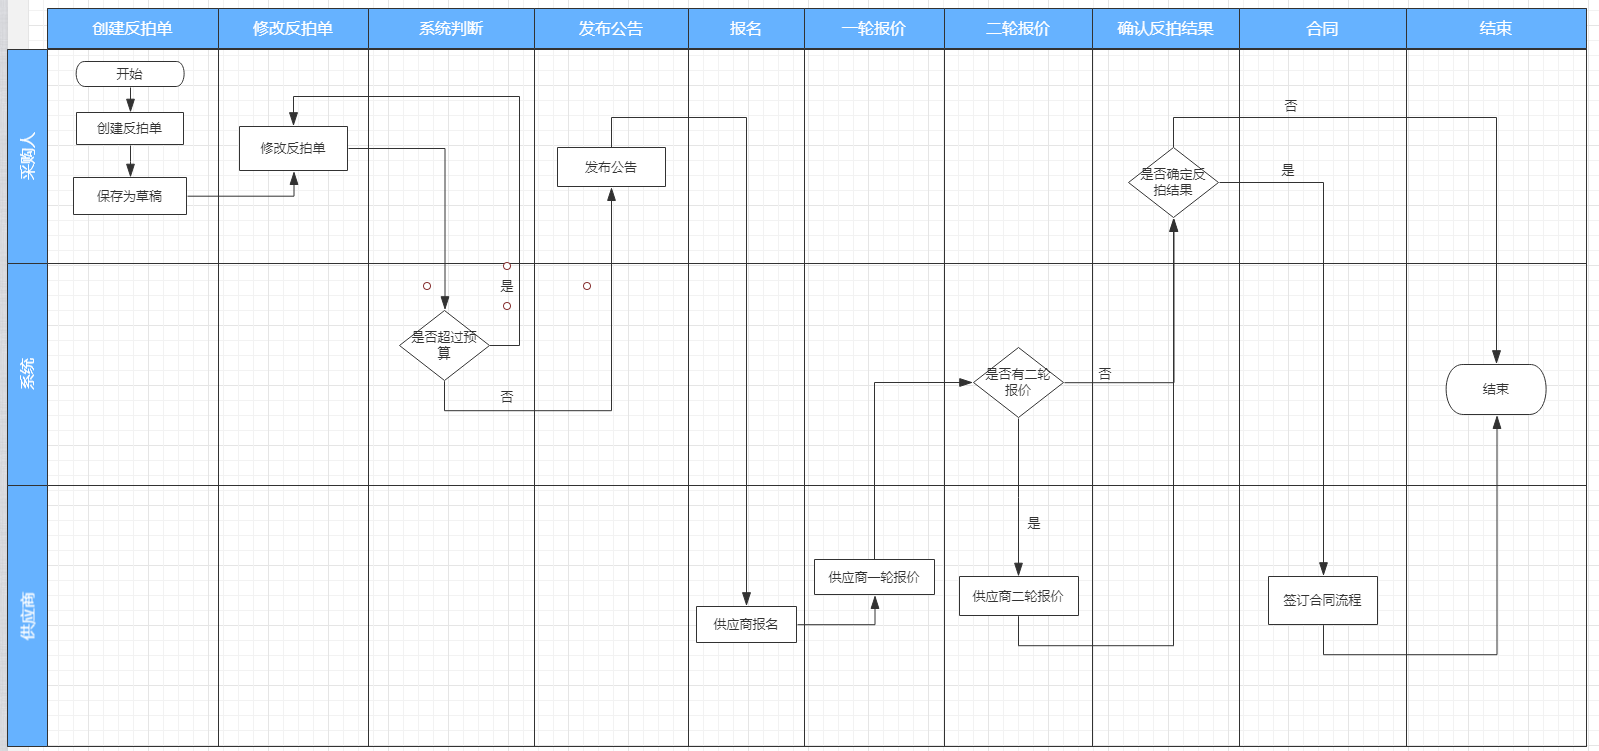 创建反拍单
修改反拍单
系统判断
发布公告
报名
一轮报价
二轮报价
确认反拍结果
合同
结束
采购人
开始
创建反拍单
保存为草稿
修改反拍单
发布公告
是否确定反
拍结果
否
是
系统
是
是否超过预
算
否
是否有二轮
报价
否
结束
供应商
是
供应商报名
供应商一轮报价
供应商二轮报价
签订合同流程